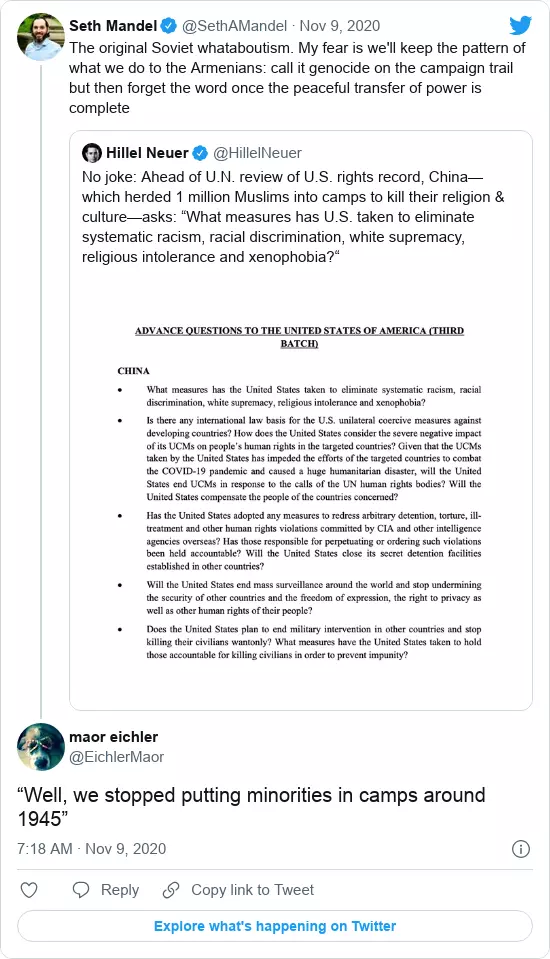 Seth Mandel @SethAMandel · Nov 9, 2020
The original Soviet whataboutism. My fear is we'll keep the pattern of
what we do to the Armenians: call it genocide on the campaign trail
but then forget the word once the peaceful transfer of power is
complete
Hillel Neuer @HillelNeuer
No joke: Ahead of U.N. review of U.S. rights record, China—
which herded 1 million Muslims into camps to kill their religion &
culture—asks: “What measures has U.S. taken to eliminate
systematic racism, racial discrimination, white supremacy,
religious intolerance and xenophobia?“
ADVANCE QUESTIONS TO THE UNITED STATES OF AMERICA (THIRD
BATCH)
CHINA
• What measures has the United States taken to eliminate systematic racism, racial
discrimination, white supremacy, religious intolerance and xenophobia?
• Is there any international law basis for the U.S. unilateral coercive measures against
developing countries? How does the United States consider the severe negative impact
of its UCMs on people's human rights in the targeted countries? Given that the UCMs
taken by the United States has impeded the efforts of the targeted countries to combat
the COVID-19 pandemic and caused a huge humanitarian disaster, will the United
States end UCMs in response to the calls of the UN human rights bodies? Will the
United States compensate the people of the countries concerned?
• Has the United States adopted any measures to redress arbitrary detention, torture, ill-
treatment and other human rights violations committed by CIA and other intelligence
agencies overseas? Has those responsible for perpetuating or ordering such violations
been held accountable? Will the United States close its secret detention facilities
established in other countries?
• Will the United States end mass surveillance around the world and stop undermining
the security of other countries and the freedom of expression, the right to privacy as
well as other human rights of their people?
• Does the United States plan to end military intervention in other countries and stop
killing their civilians wantonly? What measures have the United States taken to hold
those accountable for killing civilians in order to prevent impunity?
maor eichler
@EichlerMaor
“Well, we stopped putting minorities in camps around
1945”
7:18 AM · Nov 9, 2020
Reply Copy link to Tweet
Explore what's happening on Twitter